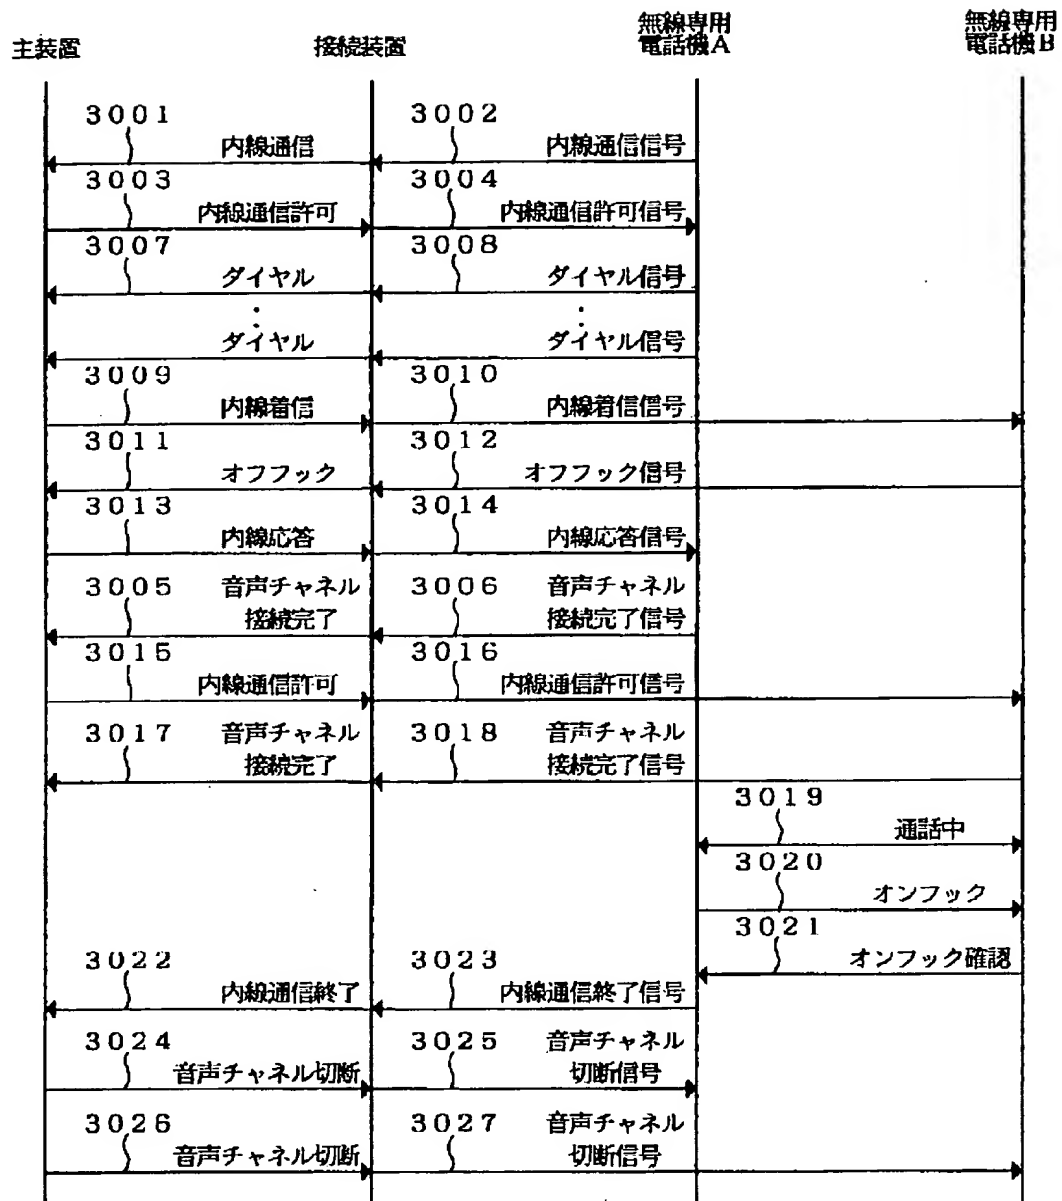 主装置
接続装置
無線専用
電話機A
無線専用
電話機B
3001
3002
内線通信
内線通信信号
3003
3004
内線通信許可
内線通信許可信号
3007
3008
ダイヤル
ダイヤル信号
ダイヤル
ダイヤル信号
3009
3010
内線着信
内線着信信号
3011
3012
オフフック
オフフック信号
3013
3014
内線応答
内線応答信号
3005
音声チャネル
接続完了
3006
音声チャネル
接続完了信号
3015
3016
内線通信許可
内線通信許可信号
3017
音声チャネル
接続完了
3018
音声チャネル
接続完了信号
3019
通話中
3020
オンフック
3021
オンフック確認
3022
3023
内線通信終了
内線通信終了信号
3024
音声チャネル切断
3025
音声チャネル
切断信号
3026
音声チャネル切断
3027
音声チャネル
切断信号